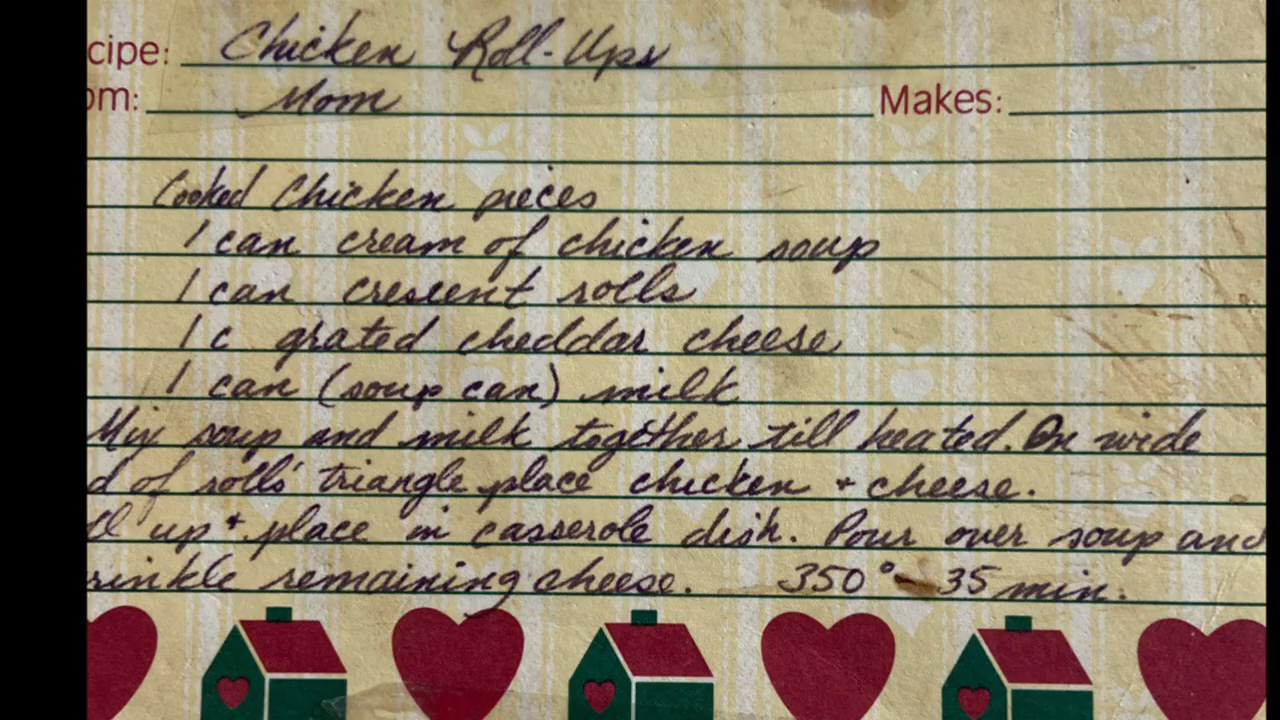 cipe: Chicken Roll-Ups
om: Mom Makes:
Cooked Chicken pieces
1 can cream of chicken soup
1 can crescent rolls
1 c grated cheddar cheese
1 can (soup can) milk
Mix soup and milk together till heated. On wide
d of rolls' triangle place chicken + cheese.
ll up + place in casserole dish. Pour over soup and
rinkle remaining cheese. 350° - 35 min.